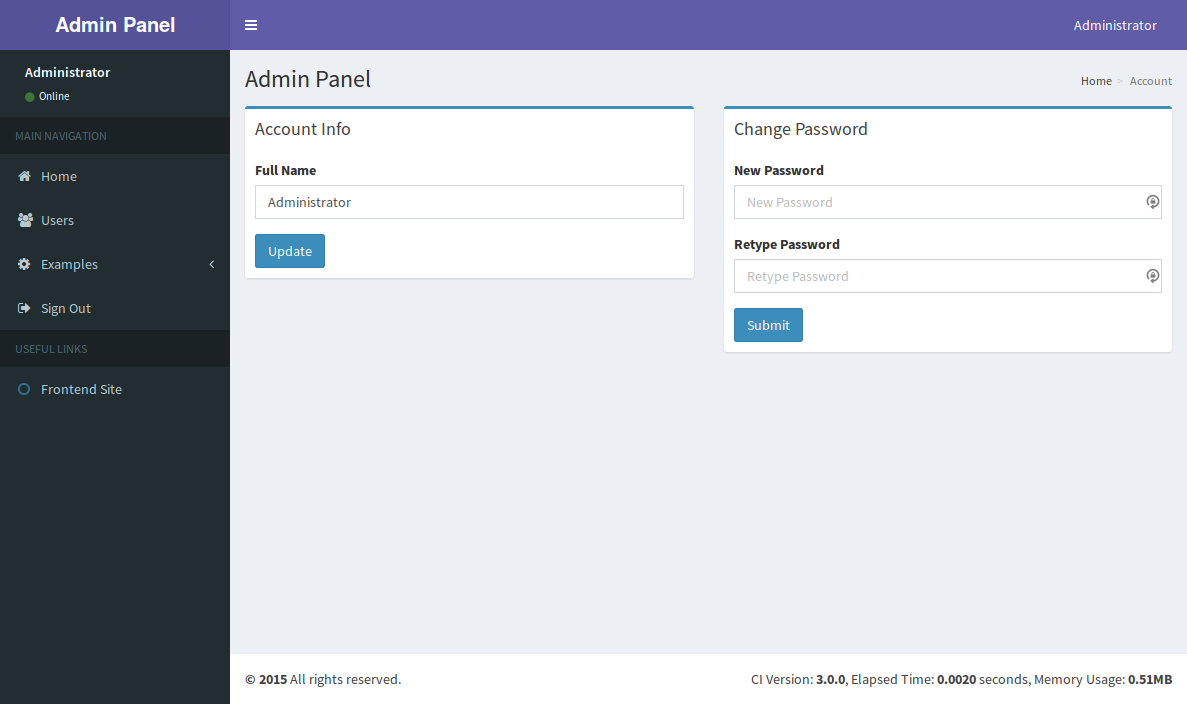 Admin Panel
Administrator
Administrator
Online
MAIN NAVIGATION
Home
Users
Examples
Sign Out
USEFUL LINKS
Frontend Site
Admin Panel
Home > Account
Account Info
Full Name
Administrator
Update
Change Password
New Password
New Password
Retype Password
Retype Password
Submit
© 2015 All rights reserved.
CI Version: 3.0.0, Elapsed Time: 0.0020 seconds, Memory Usage: 0.51MB